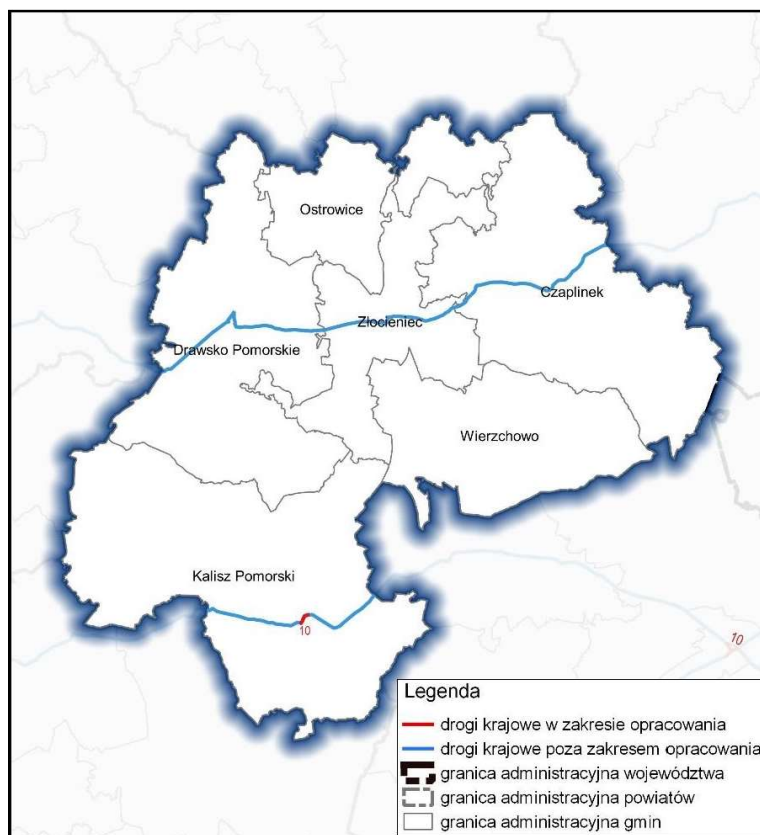 Ostrowice
Czaplinek
Złocieniec
Drawsko Pomorskie
Wierzchowo
Kalisz Pomorski
10
10
Legenda
drogi krajowe w zakresie opracowania
drogi krajowe poza zakresem opracowania
granica administracyjna województwa
granica administracyjna powiatów
granica administracyjna gmin